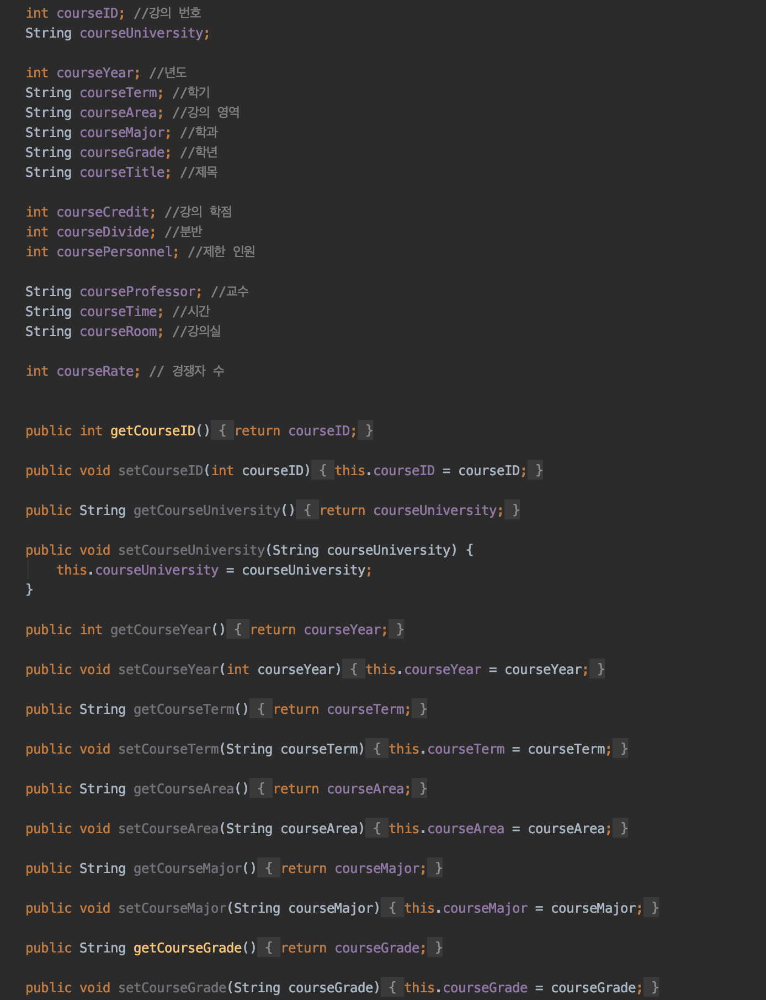 int courseID; //강의 번호
String courseUniversity;
int courseYear; //년도
String courseTerm; //학기
String courseArea; //강의 영역
String courseMajor; //학과
String courseGrade; //학년
String courseTitle; //제목
int courseCredit; //강의 학점
int courseDivide; //분반
int coursePersonnel; //제한 인원
String courseProfessor; //교수
String courseTime; //시간
String courseRoom; //강의실
int courseRate; // 경쟁자 수
public int getCourseID() { return courseID; }
public void setCourseID(int courseID) { this.courseID = courseID; }
public String getCourseUniversity() { return courseUniversity; }
public void setCourseUniversity(String courseUniversity) {
this.courseUniversity = courseUniversity;
}
public int getCourseYear() { return courseYear; }
public void setCourseYear(int courseYear) { this.courseYear = courseYear; }
public String getCourseTerm() { return courseTerm; }
public void setCourseTerm(String courseTerm) { this.courseTerm = courseTerm; }
public String getCourseArea() { return courseArea; }
public void setCourseArea(String courseArea) { this.courseArea = courseArea; }
public String getCourseMajor() { return courseMajor; }
public void setCourseMajor(String courseMajor) { this.courseMajor = courseMajor; }
public String getCourseGrade() { return courseGrade; }
public void setCourseGrade(String courseGrade) { this.courseGrade = courseGrade; }